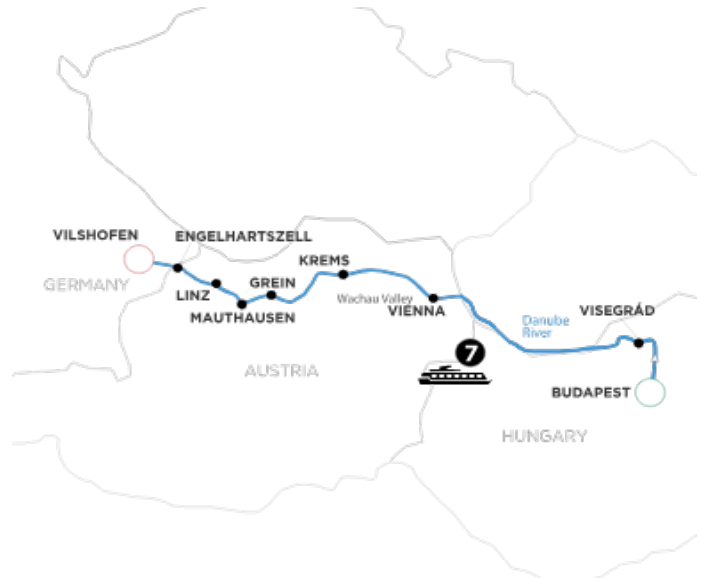 ENGELHARTSZELL
VILSHOFEN
KREMS
GERMANY
GREIN
LINZ
Wachau Valley
VIENNA
MAUTHAUSEN
Danube
River
VISEGRÁD
7
AUSTRIA
BUDAPEST
HUNGARY